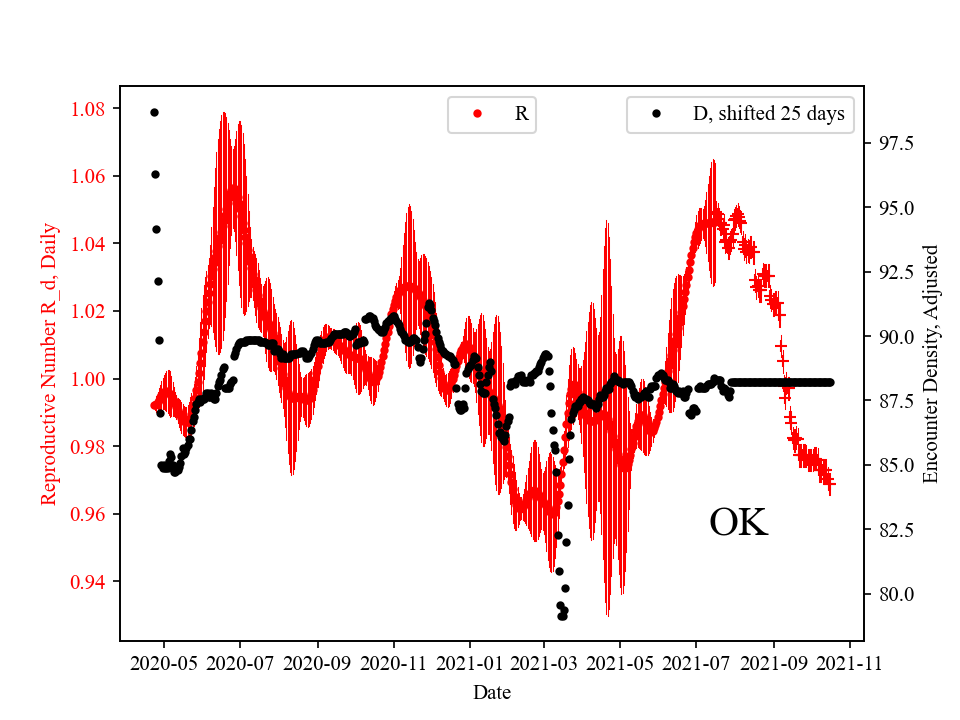 R
D, shifted 25 days
1.08
1.06
1.04
1.02
1.00
0.98
0.96
0.94
Reproductive Number R_d, Daily
97.5
95.0
92.5
90.0
87.5
85.0
82.5
80.0
Encounter Density, Adjusted
OK
2020-05 2020-07 2020-09 2020-11 2021-01 2021-03 2021-05 2021-07 2021-09 2021-11
Date